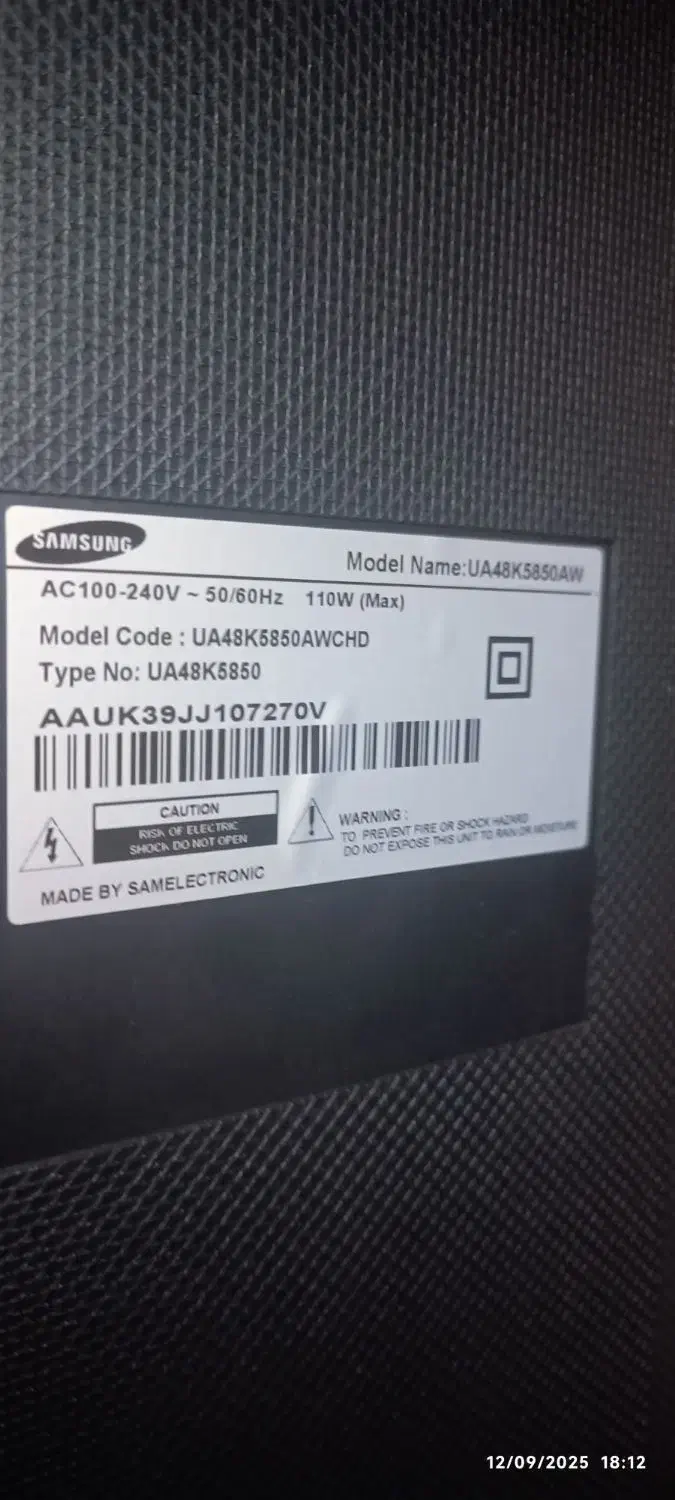 SAMSUNG
Model Name:UA48K5850AW
AC100-240V ~ 50/60Hz 110W (Max)
Model Code : UA48K5850AWCHD
Type No: UA48K5850
AAUK39JJ107270V
CAUTION
RISK OF ELECTRIC
SHOCK DO NOT OPEN
WARNING :
TO PREVENT FIRE OR SHOCK HAZARD
DO NOT EXPOSE THIS UNIT TO RAIN OR MOISTURE
MADE BY SAMELECTRONIC
12/09/2025 18:12